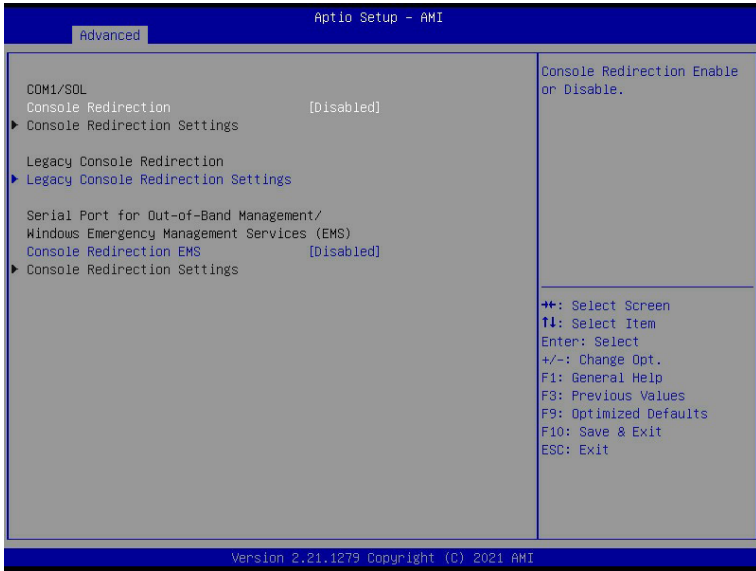 Aptio Setup – AMI
Advanced
COM1/SOL
Console Redirection [Disabled]
▶ Console Redirection Settings
Legacy Console Redirection
▶ Legacy Console Redirection Settings
Serial Port for Out-of-Band Management/
Windows Emergency Management Services (EMS)
Console Redirection EMS [Disabled]
▶ Console Redirection Settings
Console Redirection Enable
or Disable.
→←: Select Screen
↑↓: Select Item
Enter: Select
+/-: Change Opt.
F1: General Help
F3: Previous Values
F9: Optimized Defaults
F10: Save & Exit
ESC: Exit
Version 2.21.1279 Copyright (C) 2021 AMI